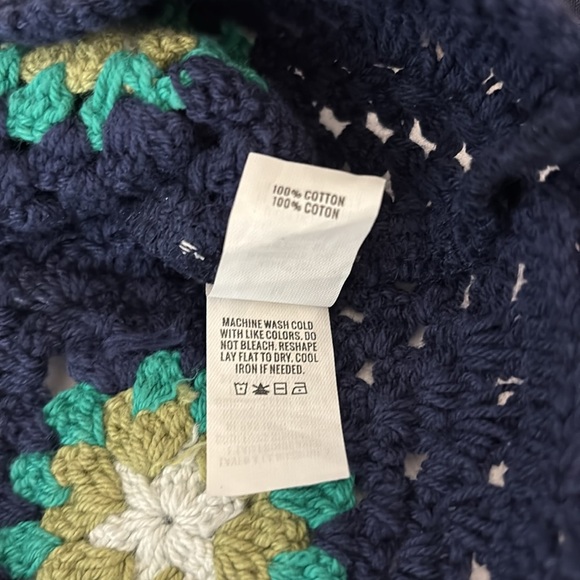 100% COTTON
100% COTON
MACHINE WASH COLD
WITH LIKE COLORS. DO
NOT BLEACH. RESHAPE
LAY FLAT TO DRY. COOL
IRON IF NEEDED.